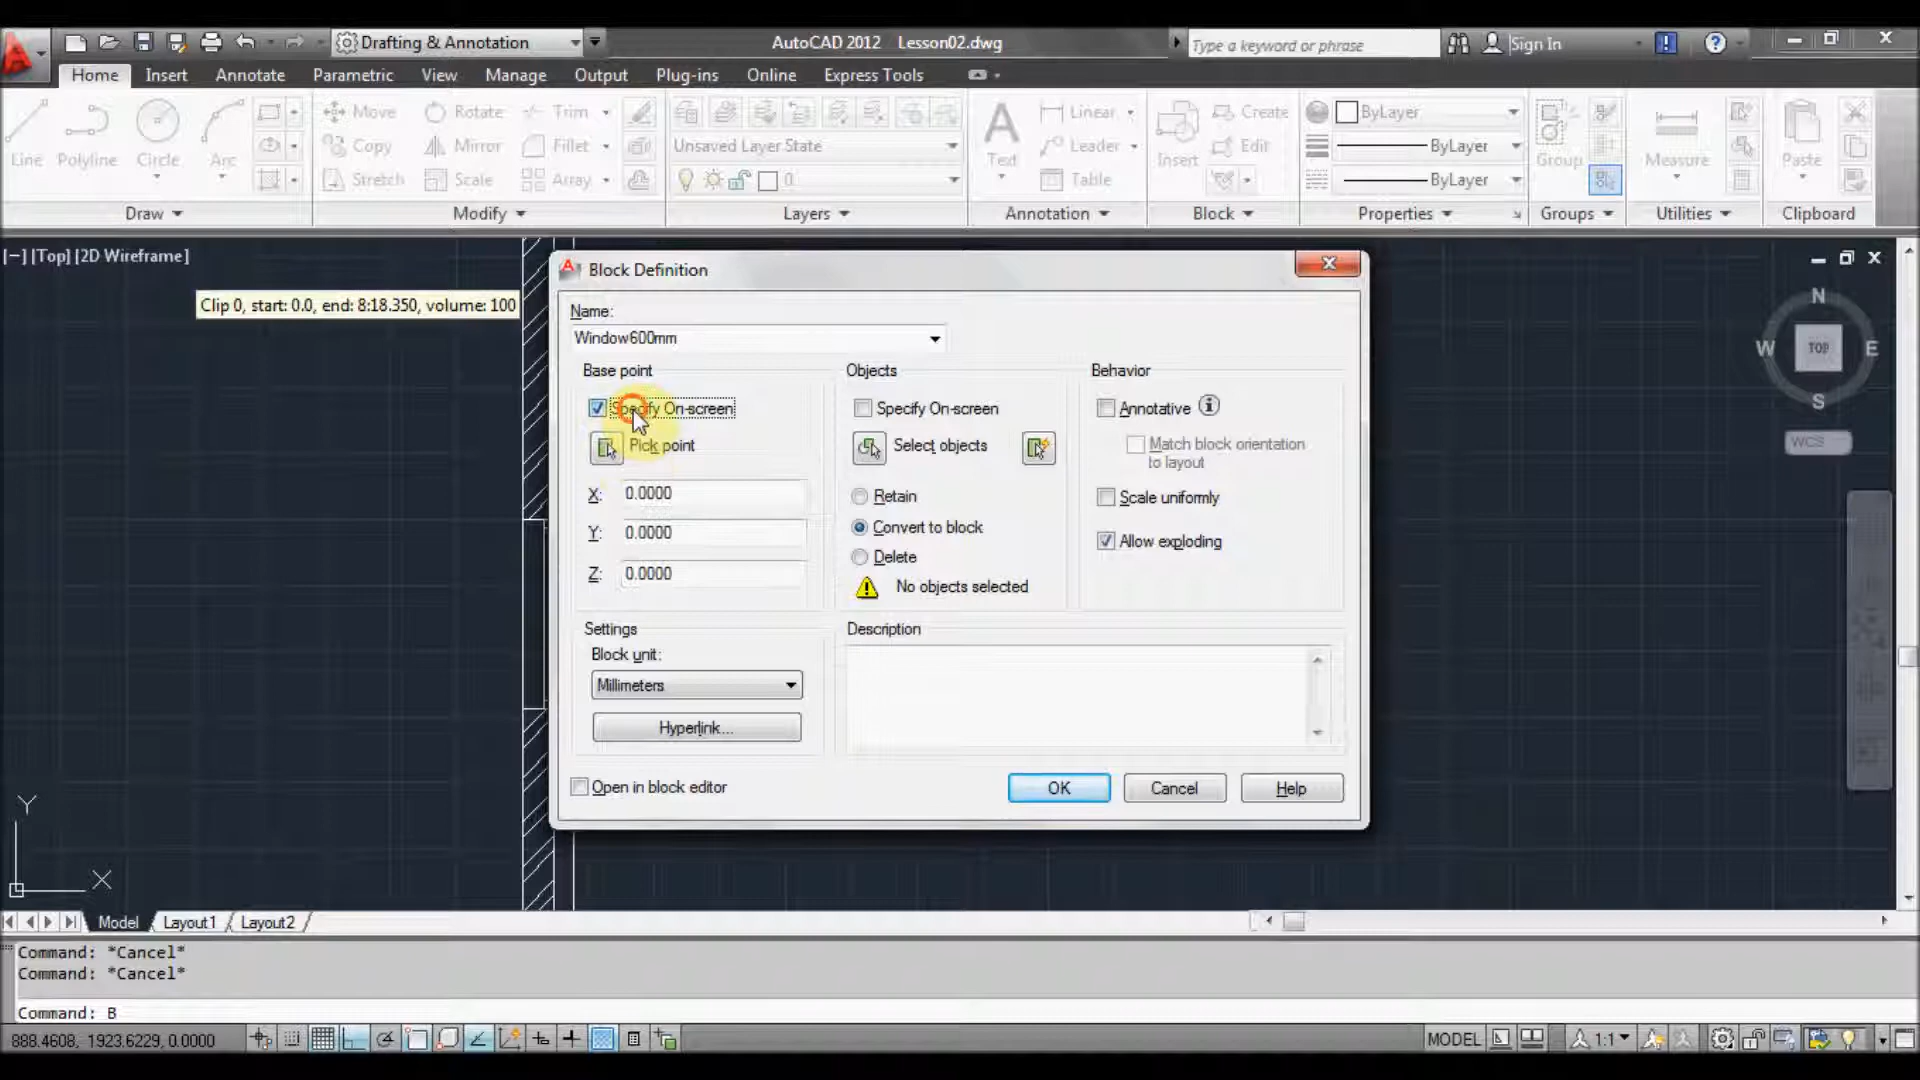 Drafting & Annotation
AutoCAD 2012 Lesson02.dwg
Type a keyword or phrase
Sign In
Home Insert Annotate Parametric View Manage Output Plug-ins Online Express Tools
Line Polyline Circle Arc
Draw
Move Rotate Trim
Copy Mirror Fillet
Stretch Scale Array
Modify
Unsaved Layer State
0
Layers
Text
Linear
Leader
Table
Annotation
Insert
Create
Edit
Block
ByLayer
ByLayer
ByLayer
Properties
Group
Groups
Measure
Utilities
Paste
Clipboard
[−] [Top] [2D Wireframe]
Clip 0, start: 0.0, end: 8:18.350, volume: 100
Block Definition
Name:
Window600mm
Base point
Specify On-screen
Pick point
X: 0.0000
Y: 0.0000
Z: 0.0000
Objects
Specify On-screen
Select objects
Retain
Convert to block
Delete
No objects selected
Behavior
Annotative
Match block orientation
to layout
Scale uniformly
Allow exploding
Settings
Block unit:
Millimeters
Hyperlink...
Description
Open in block editor
OK
Cancel
Help
N
W TOP E
S
WCS
Y
X
Model Layout1 Layout2
Command: *Cancel*
Command: *Cancel*
Command: B
888.4608, 1923.6229, 0.0000
MODEL
1:1